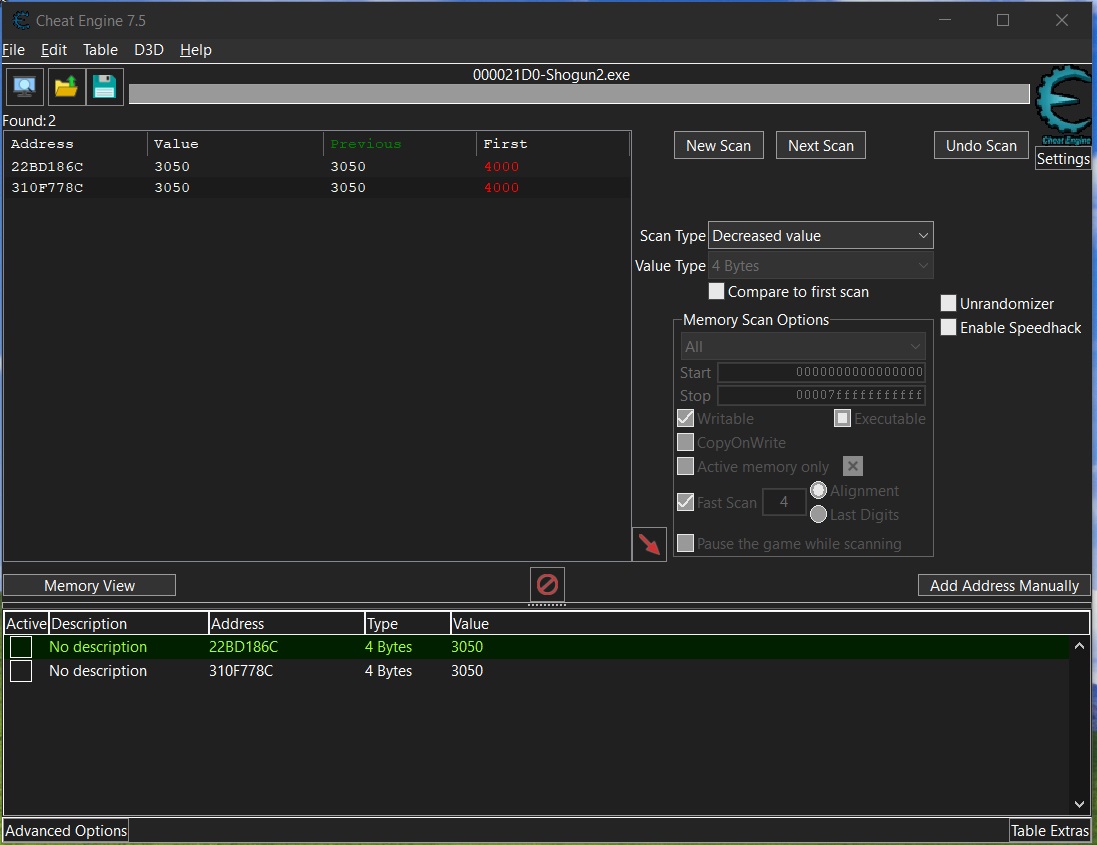 Cheat Engine 7.5
File Edit Table D3D Help
000021D0-Shogun2.exe
Cheat Engine
Found:2
Settings
Address Value Previous First
22BD186C 3050 3050 4000
310F778C 3050 3050 4000
New Scan Next Scan Undo Scan
Scan Type Decreased value
Value Type 4 Bytes
Compare to first scan
Unrandomizer
Enable Speedhack
Memory Scan Options
All
Start 0000000000000000
Stop 00007fffffffffff
Writable Executable
CopyOnWrite
Active memory only
Fast Scan 4 Alignment
Last Digits
Pause the game while scanning
Memory View Add Address Manually
Active Description Address Type Value
No description 22BD186C 4 Bytes 3050
No description 310F778C 4 Bytes 3050
Advanced Options Table Extras